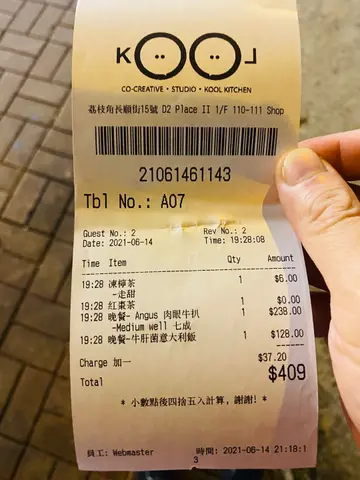 KOOL
CO-CREATIVE • STUDIO • KOOL KITCHEN
荔枝角長順街15號 D2 Place II 1/F 110-111 Shop
21061461143
Tbl No.: A07
Guest No.: 2 Rev No.: 2
Date: 2021-06-14 Time: 19:28:08
Time Item Qty Amount
19:28 凍檸茶 1 $6.00
-走甜
19:28 紅棗茶 1 $0.00
19:28 晚餐- Angus 肉眼牛扒 1 $238.00
-Medium well 七成
19:28 晚餐-牛肝菌意大利飯 1 $128.00
Charge 加一 $37.20
Total $409
* 小數點後四捨五入計算, 謝謝! *
員工: Webmaster 時間: 2021-06-14 21:18:1
3